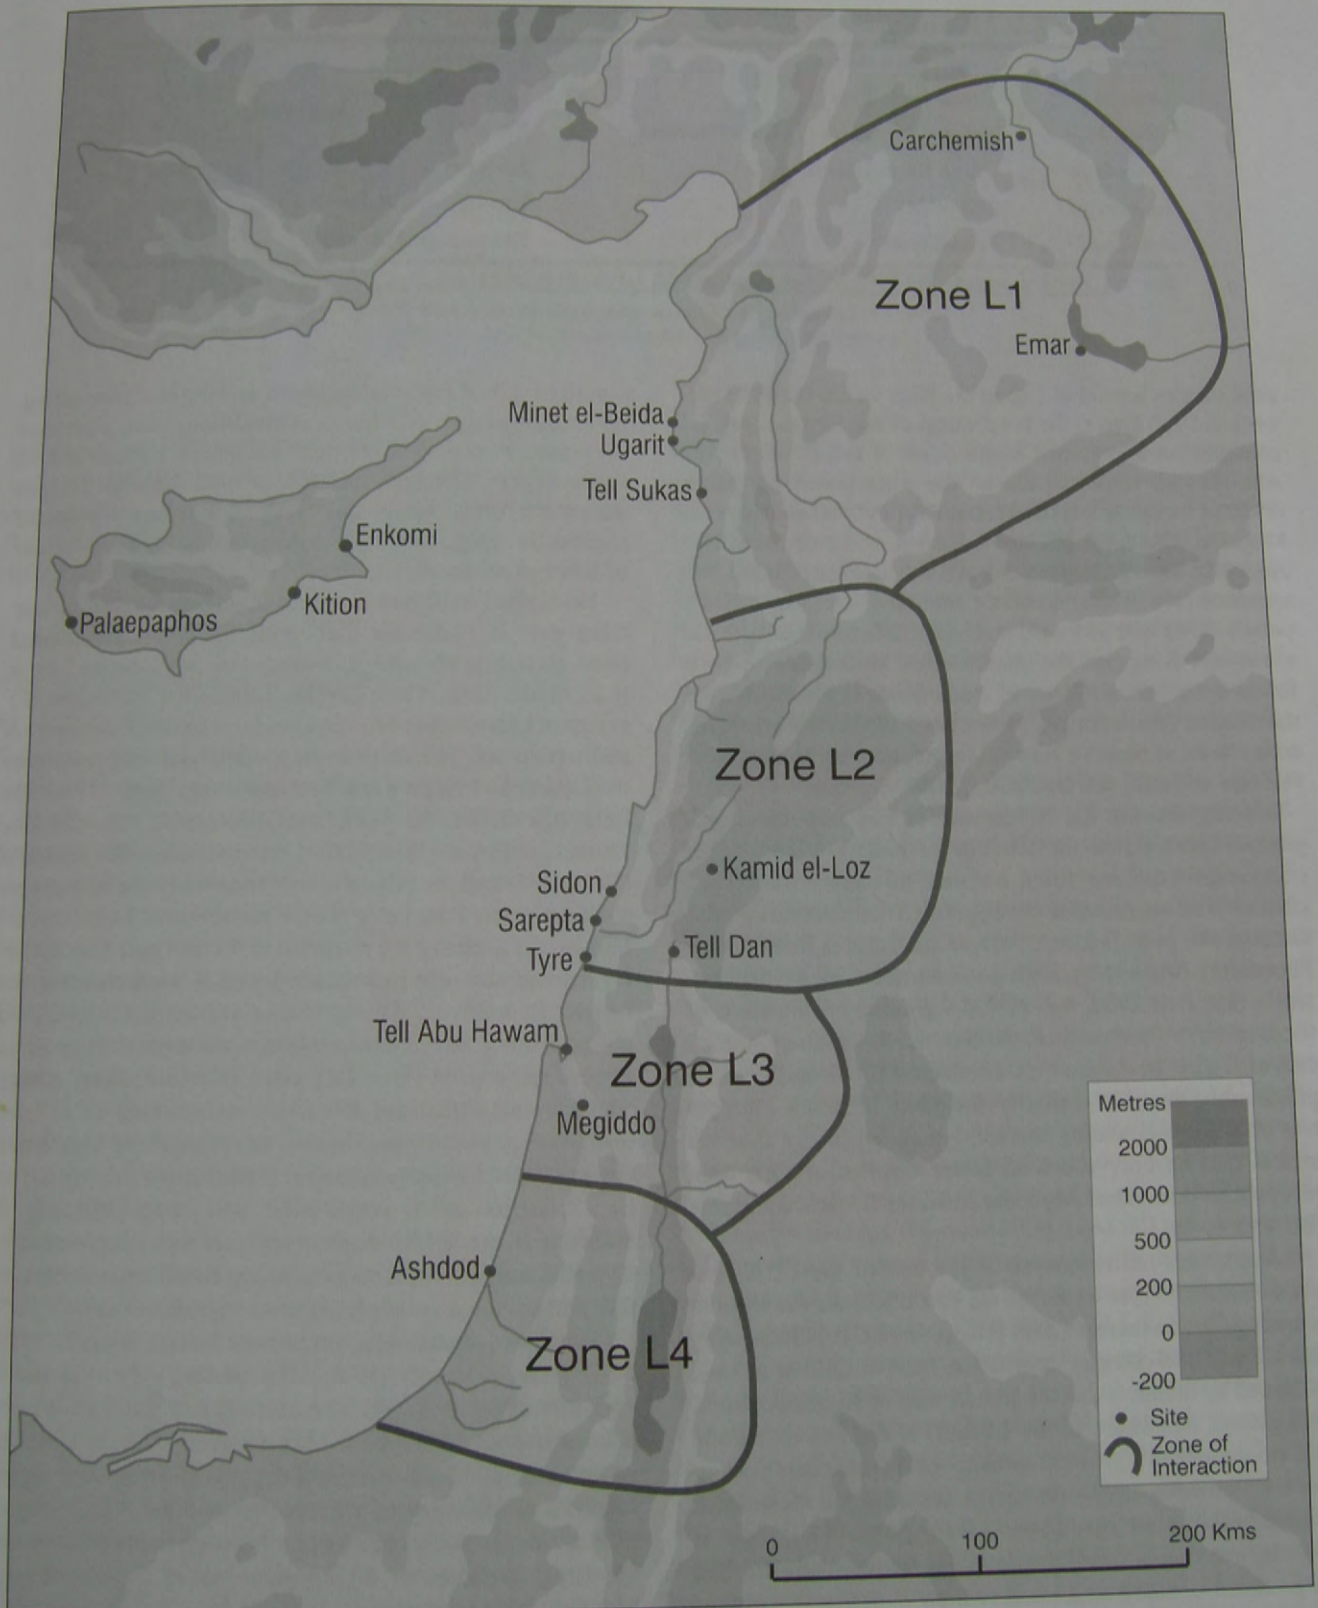 Carchemish
Zone L1
Emar
Minet el-Beida
Ugarit
Tell Sukas
Enkomi
Kition
Palaepaphos
Zone L2
Kamid el-Loz
Sidon
Sarepta
Tell Dan
Tyre
Tell Abu Hawam
Zone L3
Megiddo
Ashdod
Zone L4
Metres
2000
1000
500
200
0
-200
Site
Zone of
Interaction
0 100 200 Kms